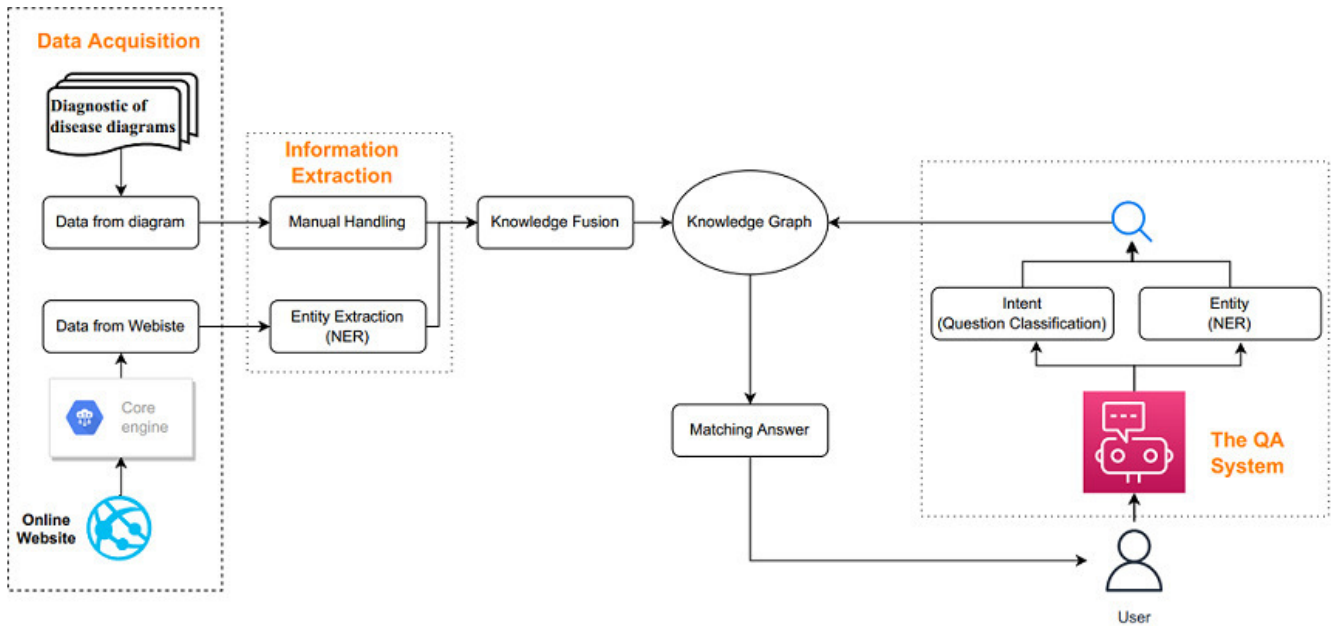 Data Acquisition
Diagnostic of
disease diagrams
Data from diagram
Data from Webiste
Core
engine
Online
Website
Information
Extraction
Manual Handling
Entity Extraction
(NER)
Knowledge Fusion
Knowledge Graph
Matching Answer
Intent
(Question Classification)
Entity
(NER)
The QA
System
User